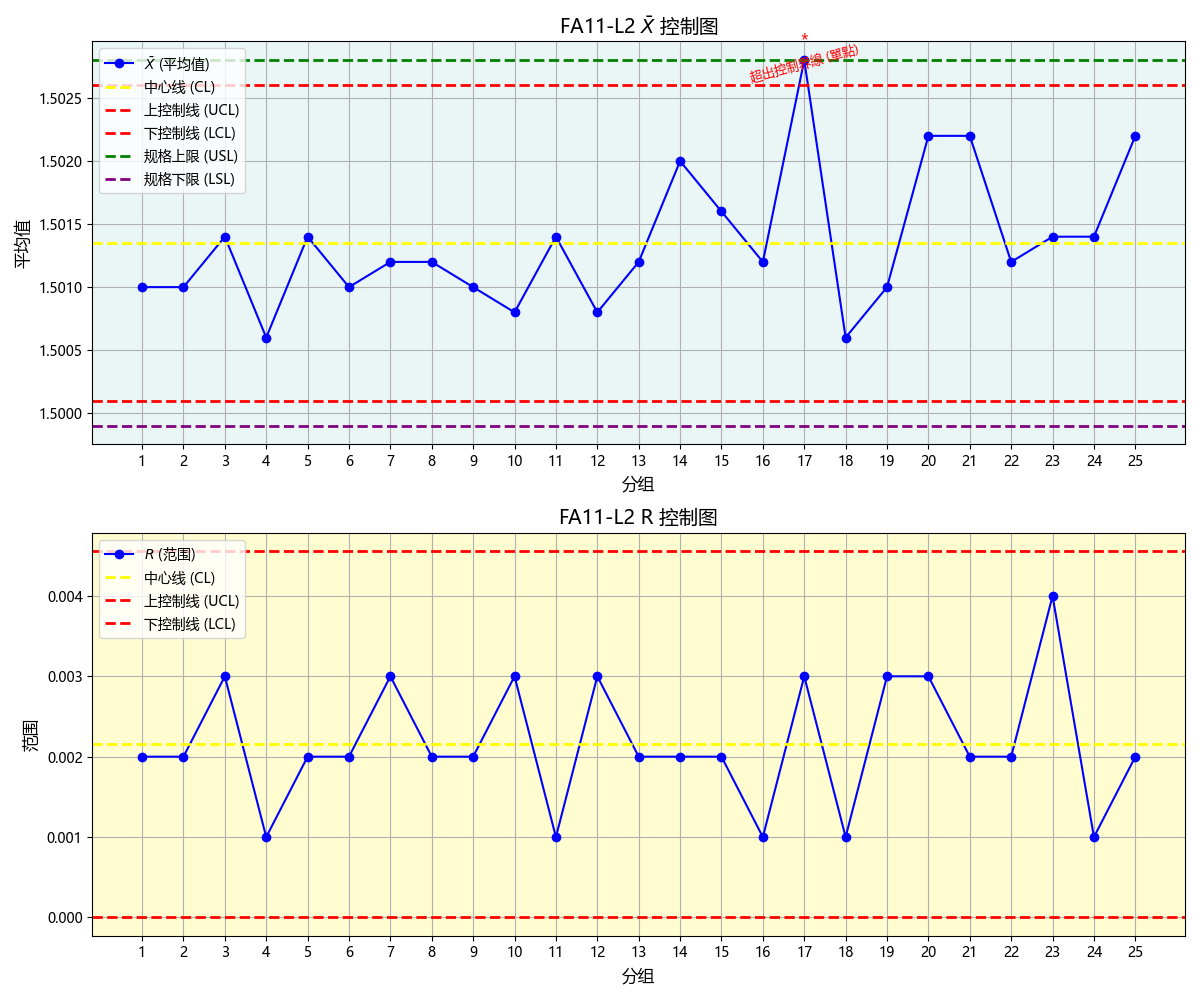 FA11-L2 X̄ 控制图
*
超出控制界線 (單點)
X̄ (平均值)
中心线 (CL)
上控制线 (UCL)
下控制线 (LCL)
规格上限 (USL)
规格下限 (LSL)
平均值
1.5025
1.5020
1.5015
1.5010
1.5005
1.5000
1 2 3 4 5 6 7 8 9 10 11 12 13 14 15 16 17 18 19 20 21 22 23 24 25
分组
FA11-L2 R 控制图
R (范围)
中心线 (CL)
上控制线 (UCL)
下控制线 (LCL)
范围
0.004
0.003
0.002
0.001
0.000
1 2 3 4 5 6 7 8 9 10 11 12 13 14 15 16 17 18 19 20 21 22 23 24 25
分组